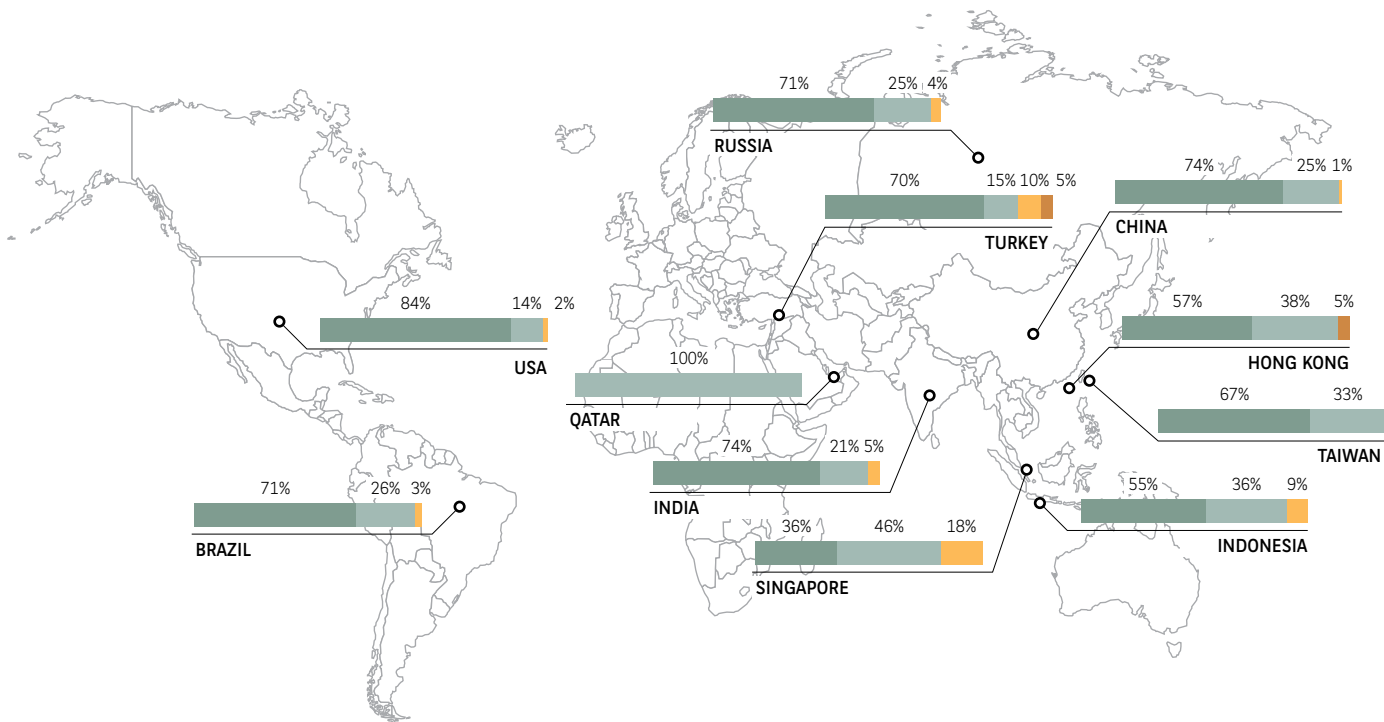 71% 25% 4%
RUSSIA
70% 15% 10% 5%
TURKEY
74% 25% 1%
CHINA
84% 14% 2%
USA
57% 38% 5%
HONG KONG
100%
QATAR
67% 33%
TAIWAN
74% 21% 5%
INDIA
71% 26% 3%
BRAZIL
55% 36% 9%
INDONESIA
36% 46% 18%
SINGAPORE